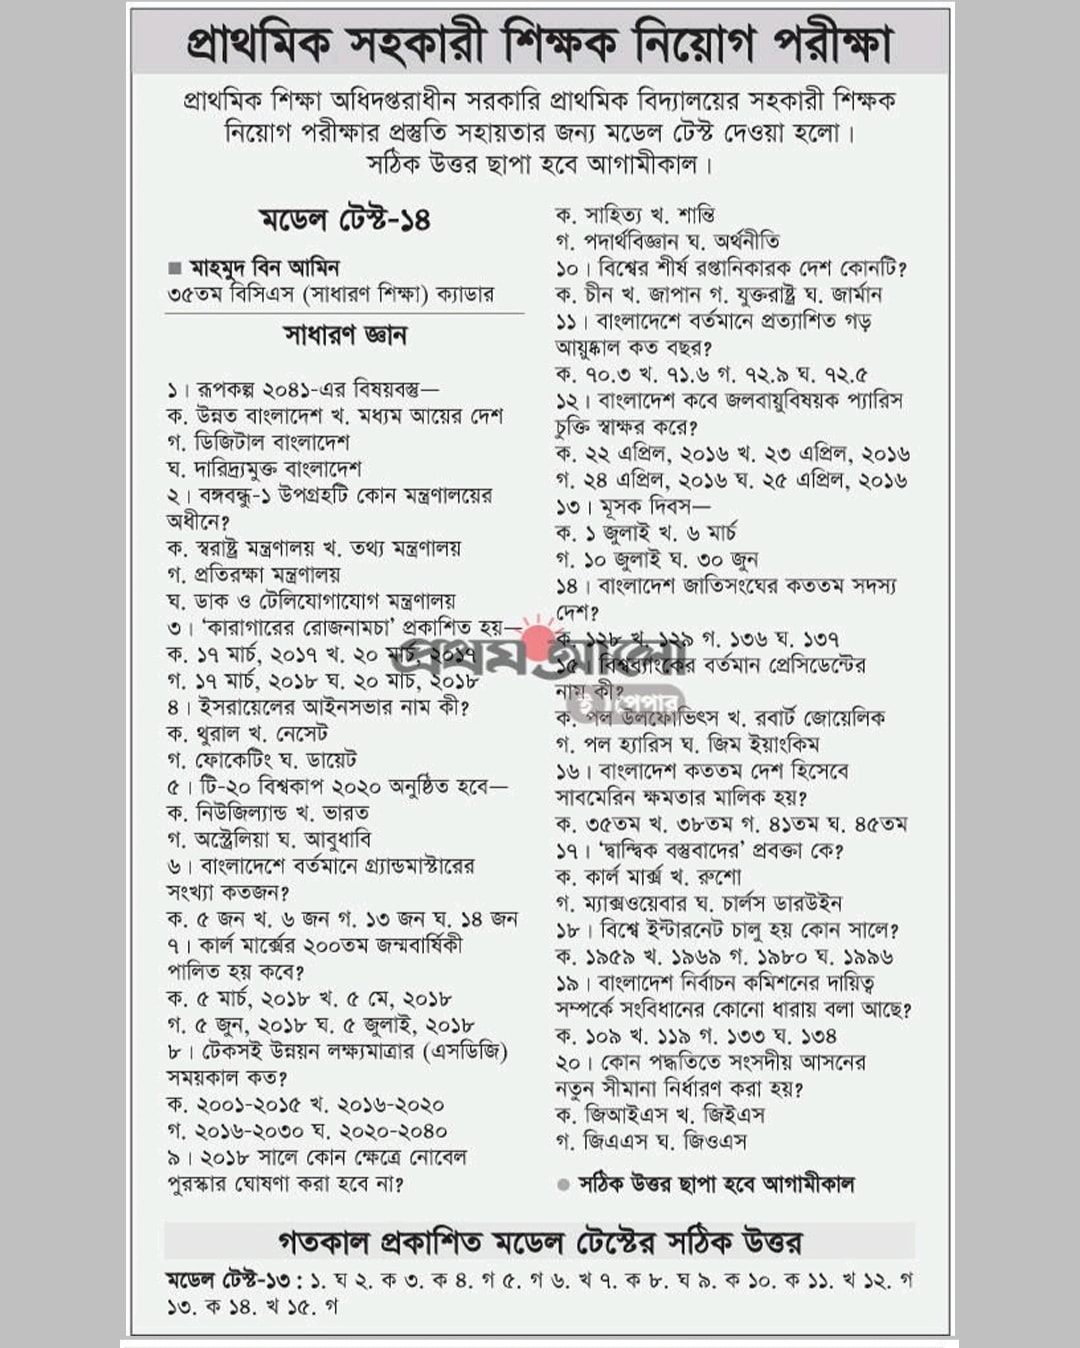 প্রাথমিক সহকারী শিক্ষক নিয়োগ পরীক্ষা
প্রাথমিক শিক্ষা অধিদপ্তরাধীন সরকারি প্রাথমিক বিদ্যালয়ের সহকারী শিক্ষক
নিয়োগ পরীক্ষার প্রস্তুতি সহায়তার জন্য মডেল টেস্ট দেওয়া হলো।
সঠিক উত্তর ছাপা হবে আগামীকাল।
মডেল টেস্ট-১৪
■ মাহমুদ বিন আমিন
৩৫তম বিসিএস (সাধারণ শিক্ষা) ক্যাডার
সাধারণ জ্ঞান
১। রূপকল্প ২০৪১-এর বিষয়বস্তু—
ক. উন্নত বাংলাদেশ খ. মধ্যম আয়ের দেশ
গ. ডিজিটাল বাংলাদেশ
ঘ. দারিদ্র্যমুক্ত বাংলাদেশ
২। বঙ্গবন্ধু-১ উপগ্রহটি কোন মন্ত্রণালয়ের
অধীনে?
ক. স্বরাষ্ট্র মন্ত্রণালয় খ. তথ্য মন্ত্রণালয়
গ. প্রতিরক্ষা মন্ত্রণালয়
ঘ. ডাক ও টেলিযোগাযোগ মন্ত্রণালয়
৩। ‘কারাগারের রোজনামচা’ প্রকাশিত হয়—
ক. ১৭ মার্চ, ২০১৭ খ. ২০ মার্চ, ২০১৭
গ. ১৭ মার্চ, ২০১৮ ঘ. ২০ মার্চ, ২০১৮
৪। ইসরায়েলের আইনসভার নাম কী?
ক. থুরাল খ. নেসেট
গ. ফোকেটিং ঘ. ডায়েট
৫। টি-২০ বিশ্বকাপ ২০২০ অনুষ্ঠিত হবে—
ক. নিউজিল্যান্ড খ. ভারত
গ. অস্ট্রেলিয়া ঘ. আবুধাবি
৬। বাংলাদেশে বর্তমানে গ্র্যান্ডমাস্টারের
সংখ্যা কতজন?
ক. ৫ জন খ. ৬ জন গ. ১৩ জন ঘ. ১৪ জন
৭। কার্ল মার্ক্সের ২০০তম জন্মবার্ষিকী
পালিত হয় কবে?
ক. ৫ মার্চ, ২০১৮ খ. ৫ মে, ২০১৮
গ. ৫ জুন, ২০১৮ ঘ. ৫ জুলাই, ২০১৮
৮। টেকসই উন্নয়ন লক্ষ্যমাত্রার (এসডিজি)
সময়কাল কত?
ক. ২০০১-২০১৫ খ. ২০১৬-২০২০
গ. ২০১৬-২০৩০ ঘ. ২০২০-২০৪০
৯। ২০১৮ সালে কোন ক্ষেত্রে নোবেল
পুরস্কার ঘোষণা করা হবে না?
ক. সাহিত্য খ. শান্তি
গ. পদার্থবিজ্ঞান ঘ. অর্থনীতি
১০। বিশ্বের শীর্ষ রপ্তানিকারক দেশ কোনটি?
ক. চীন খ. জাপান গ. যুক্তরাষ্ট্র ঘ. জার্মান
১১। বাংলাদেশে বর্তমানে প্রত্যাশিত গড়
আয়ুষ্কাল কত বছর?
ক. ৭০.৩ খ. ৭১.৬ গ. ৭২.৯ ঘ. ৭২.৫
১২। বাংলাদেশ কবে জলবায়ুবিষয়ক প্যারিস
চুক্তি স্বাক্ষর করে?
ক. ২২ এপ্রিল, ২০১৬ খ. ২৩ এপ্রিল, ২০১৬
গ. ২৪ এপ্রিল, ২০১৬ ঘ. ২৫ এপ্রিল, ২০১৬
১৩। মূসক দিবস—
ক. ১ জুলাই খ. ৬ মার্চ
গ. ১০ জুলাই ঘ. ৩০ জুন
১৪। বাংলাদেশ জাতিসংঘের কততম সদস্য
দেশ?
ক. ১২৮ খ. ১২৯ গ. ১৩৬ ঘ. ১৩৭
১৫। বিশ্বব্যাংকের বর্তমান প্রেসিডেন্টের
নাম কী?
ক. পল উলফোভিৎস খ. রবার্ট জোয়েলিক
গ. পল হ্যারিস ঘ. জিম ইয়াংকিম
১৬। বাংলাদেশ কততম দেশ হিসেবে
সাবমেরিন ক্ষমতার মালিক হয়?
ক. ৩৫তম খ. ৩৮তম গ. ৪১তম ঘ. ৪৫তম
১৭। ‘দ্বান্দ্বিক বস্তুবাদের’ প্রবক্তা কে?
ক. কার্ল মার্ক্স খ. রুশো
গ. ম্যাক্সওয়েবার ঘ. চার্লস ডারউইন
১৮। বিশ্বে ইন্টারনেট চালু হয় কোন সালে?
ক. ১৯৫৯ খ. ১৯৬৯ গ. ১৯৮০ ঘ. ১৯৯৬
১৯। বাংলাদেশ নির্বাচন কমিশনের দায়িত্ব
সম্পর্কে সংবিধানের কোনো ধারায় বলা আছে?
ক. ১০৯ খ. ১১৯ গ. ১৩৩ ঘ. ১৩৪
২০। কোন পদ্ধতিতে সংসদীয় আসনের
নতুন সীমানা নির্ধারণ করা হয়?
ক. জিআইএস খ. জিইএস
গ. জিএএস ঘ. জিওএস
● সঠিক উত্তর ছাপা হবে আগামীকাল
প্রথম আলো
ই পেপার
গতকাল প্রকাশিত মডেল টেস্টের সঠিক উত্তর
মডেল টেস্ট-১৩ : ১. ঘ ২. ক ৩. ক ৪. গ ৫. গ ৬. খ ৭. ক ৮. ঘ ৯. ক ১০. ক ১১. খ ১২. গ
১৩. ক ১৪. খ ১৫. গ